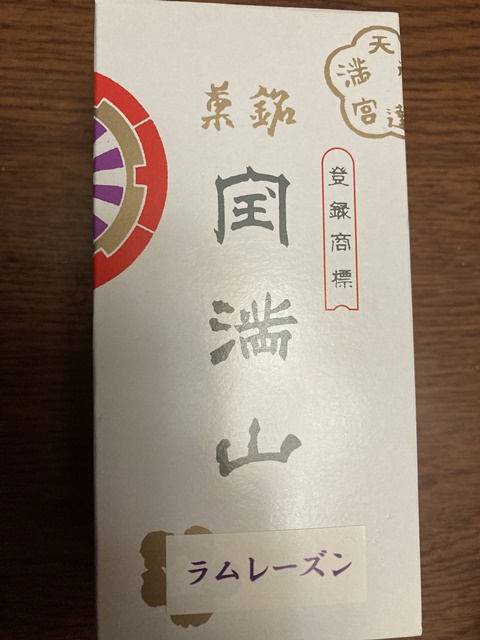 天満宮
銘菓
登録商標
宝満山
ラムレーズン